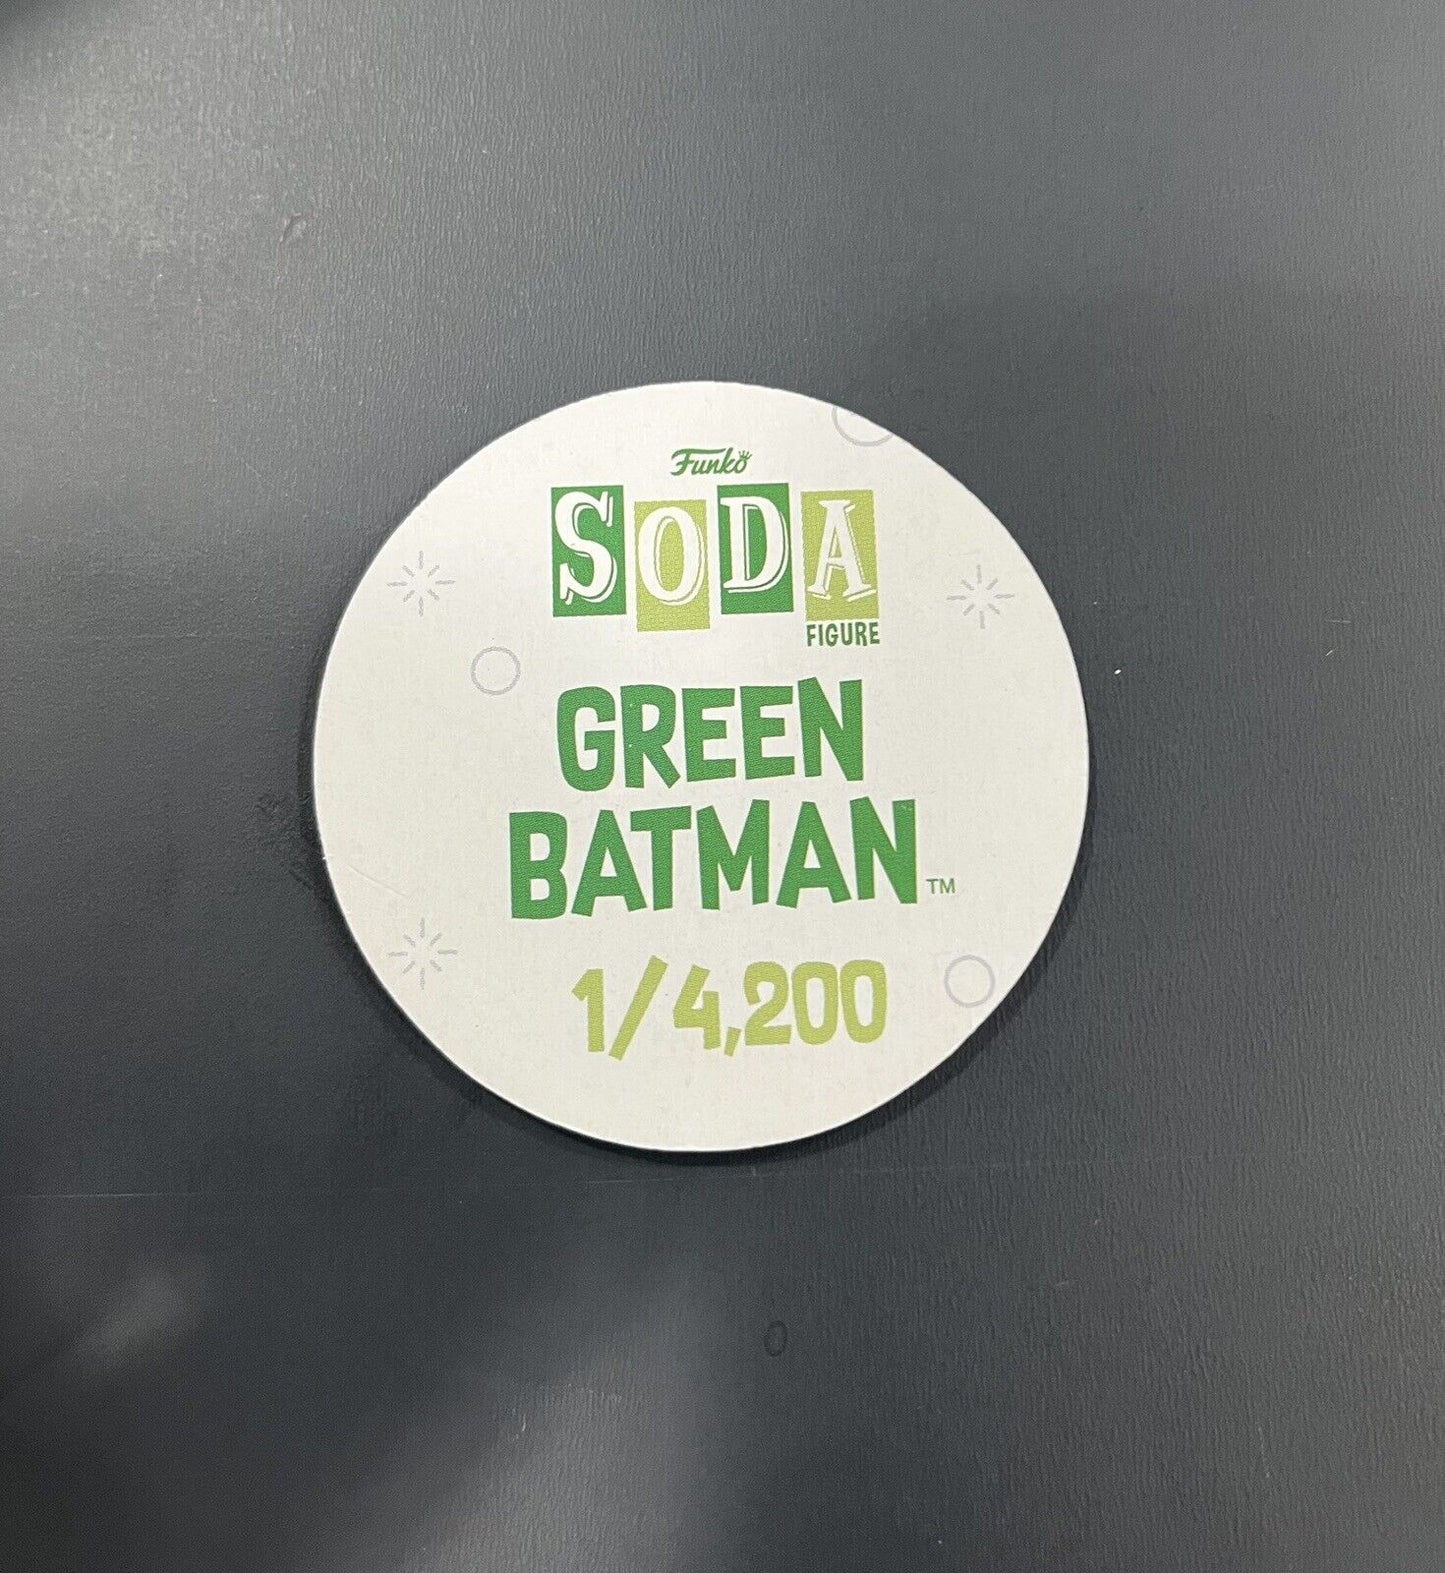 Funko
SODA
FIGURE
GREEN
BATMAN™
1/4,200